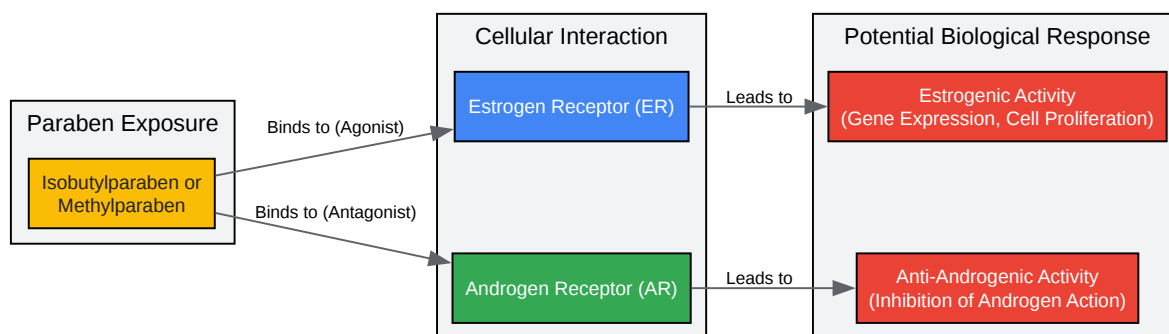 Paraben Exposure
Isobutylparaben or
Methylparaben
Binds to (Agonist)
Binds to (Antagonist)
Cellular Interaction
Estrogen Receptor (ER)
Androgen Receptor (AR)
Leads to
Leads to
Potential Biological Response
Estrogenic Activity
(Gene Expression, Cell Proliferation)
Anti-Androgenic Activity
(Inhibition of Androgen Action)